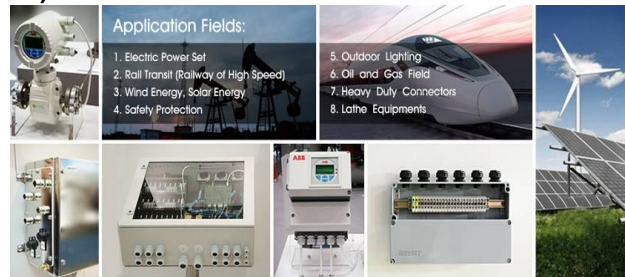 Application Fields:
1. Electric Power Set
2. Rail Transit (Railway of High Speed)
3. Wind Energy, Solar Energy
4. Safety Protection
5. Outdoor Lighting
6. Oil and Gas Field
7. Heavy Duty Connectors
8. Lathe Equipments
ABB